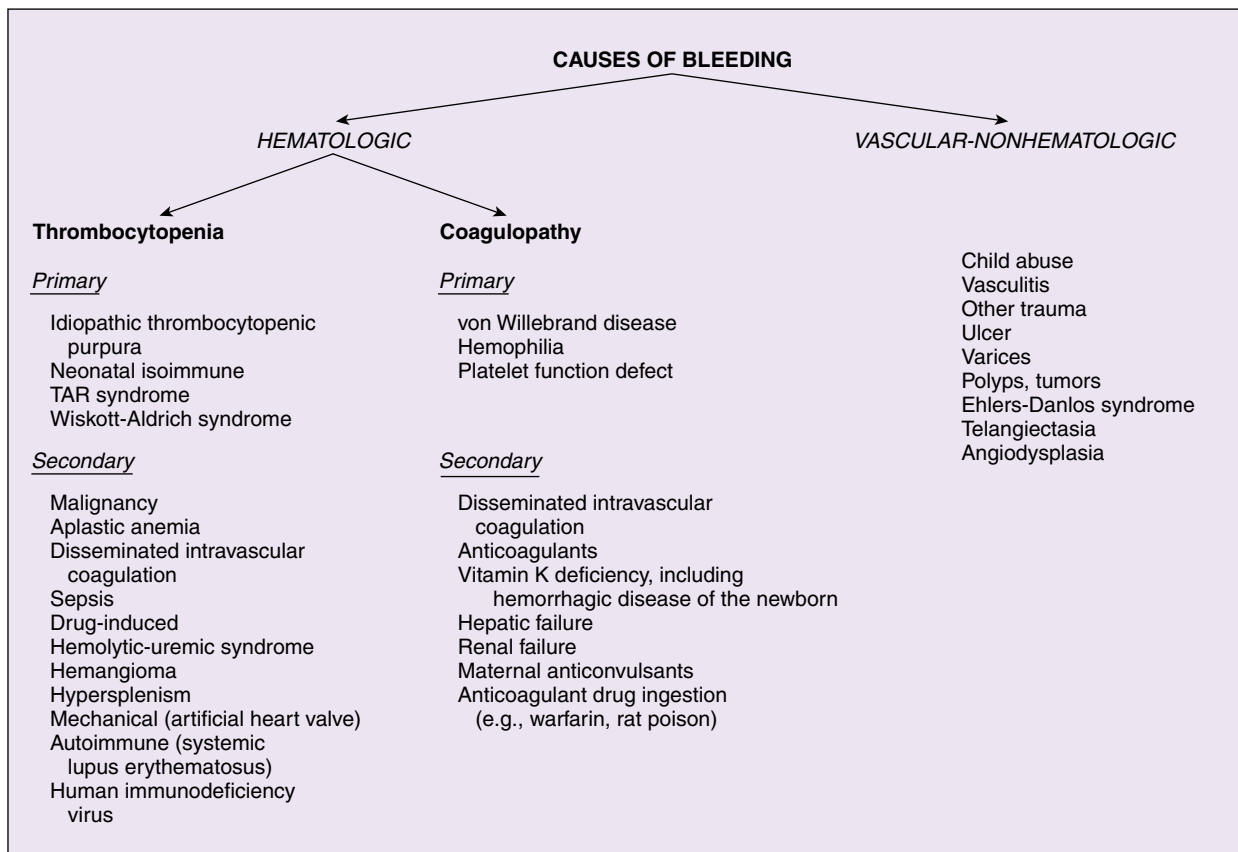 CAUSES OF BLEEDING
HEMATOLOGIC
VASCULAR-NONHEMATOLOGIC
Thrombocytopenia
Primary
Idiopathic thrombocytopenic
purpura
Neonatal isoimmune
TAR syndrome
Wiskott-Aldrich syndrome
Secondary
Malignancy
Aplastic anemia
Disseminated intravascular
coagulation
Sepsis
Drug-induced
Hemolytic-uremic syndrome
Hemangioma
Hypersplenism
Mechanical (artificial heart valve)
Autoimmune (systemic
lupus erythematosus)
Human immunodeficiency
virus
Coagulopathy
Primary
von Willebrand disease
Hemophilia
Platelet function defect
Secondary
Disseminated intravascular
coagulation
Anticoagulants
Vitamin K deficiency, including
hemorrhagic disease of the newborn
Hepatic failure
Renal failure
Maternal anticonvulsants
Anticoagulant drug ingestion
(e.g., warfarin, rat poison)
Child abuse
Vasculitis
Other trauma
Ulcer
Varices
Polyps, tumors
Ehlers-Danlos syndrome
Telangiectasia
Angiodysplasia